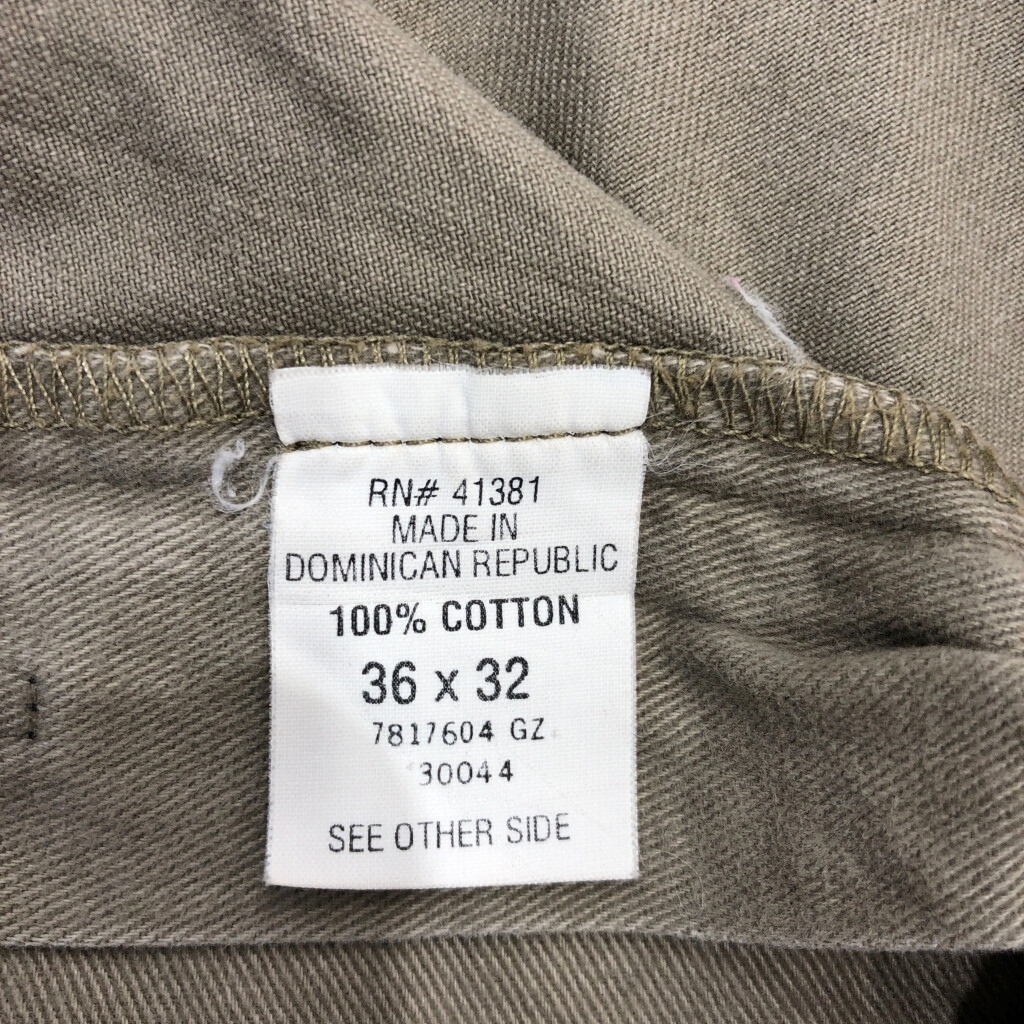 RN# 41381
MADE IN
DOMINICAN REPUBLIC
100% COTTON
36 x 32
7817604 GZ
30044
SEE OTHER SIDE